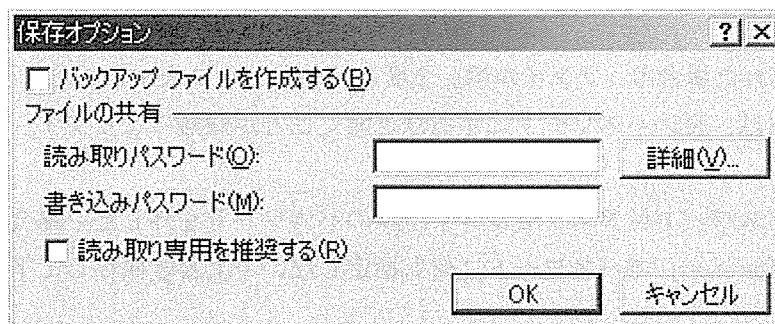 保存オプション
バックアップ ファイルを作成する(B)
ファイルの共有
読み取りパスワード(O):
詳細(V)...
書き込みパスワード(M):
読み取り専用を推奨する(R)
OK
キャンセル